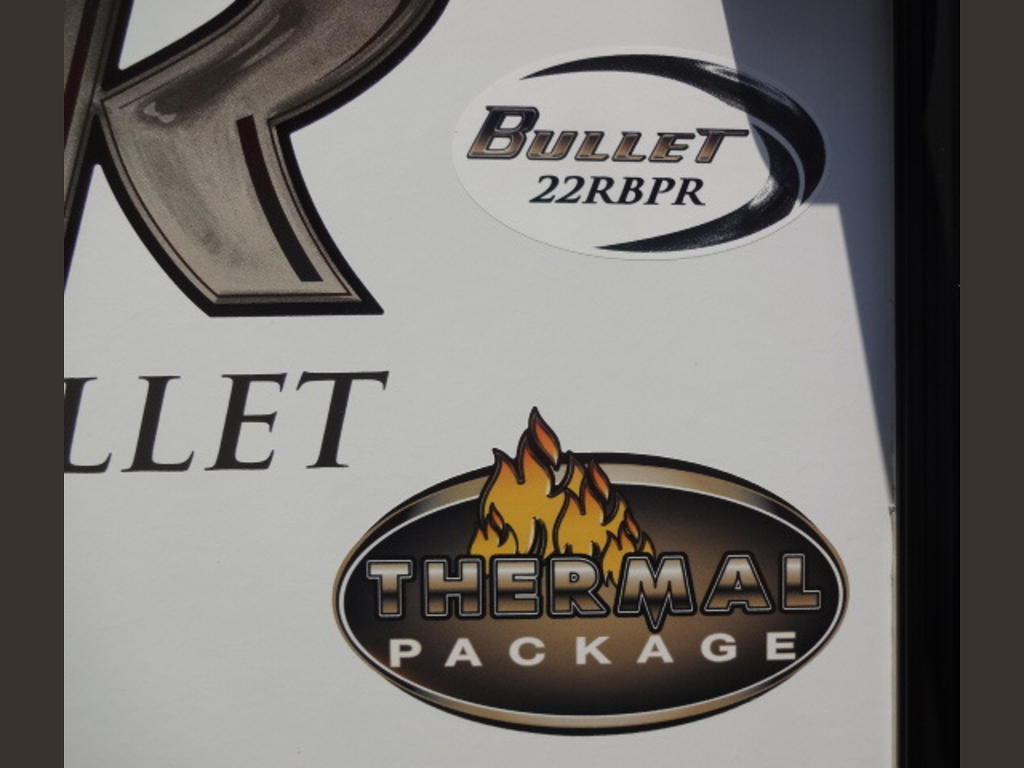 R
BULLET
22RBPR
LLET
THERMAL
PACKAGE